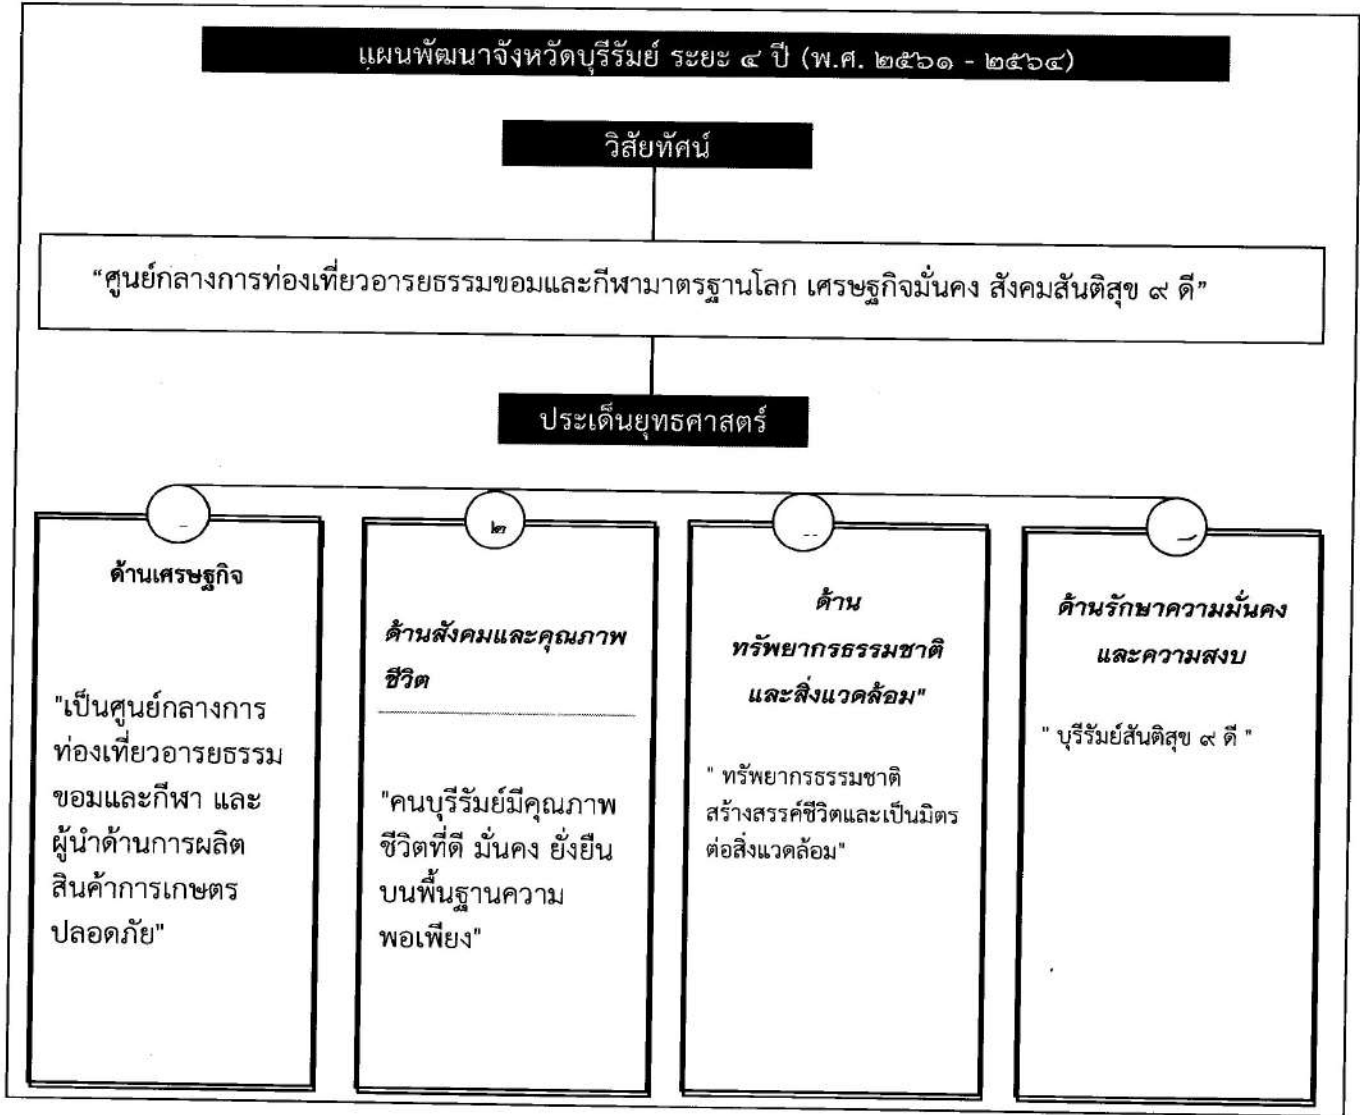 แผนพัฒนาจังหวัดบุรีรัมย์ ระยะ ๔ ปี (พ.ศ. ๒๕๖๑ - ๒๕๖๔)
วิสัยทัศน์
“ศูนย์กลางการท่องเที่ยวอารยธรรมขอมและกีฬามาตรฐานโลก เศรษฐกิจมั่นคง สังคมสันติสุข ๙ ดี”
ประเด็นยุทธศาสตร์
ด้านเศรษฐกิจ
"เป็นศูนย์กลางการ
ท่องเที่ยวอารยธรรม
ขอมและกีฬา และ
ผู้นำด้านการผลิต
สินค้าการเกษตร
ปลอดภัย"
๒
ด้านสังคมและคุณภาพ
ชีวิต
"คนบุรีรัมย์มีคุณภาพ
ชีวิตที่ดี มั่นคง ยั่งยืน
บนพื้นฐานความ
พอเพียง"
ด้าน
ทรัพยากรธรรมชาติ
และสิ่งแวดล้อม"
" ทรัพยากรธรรมชาติ
สร้างสรรค์ชีวิตและเป็นมิตร
ต่อสิ่งแวดล้อม"
ด้านรักษาความมั่นคง
และความสงบ
" บุรีรัมย์สันติสุข ๙ ดี "